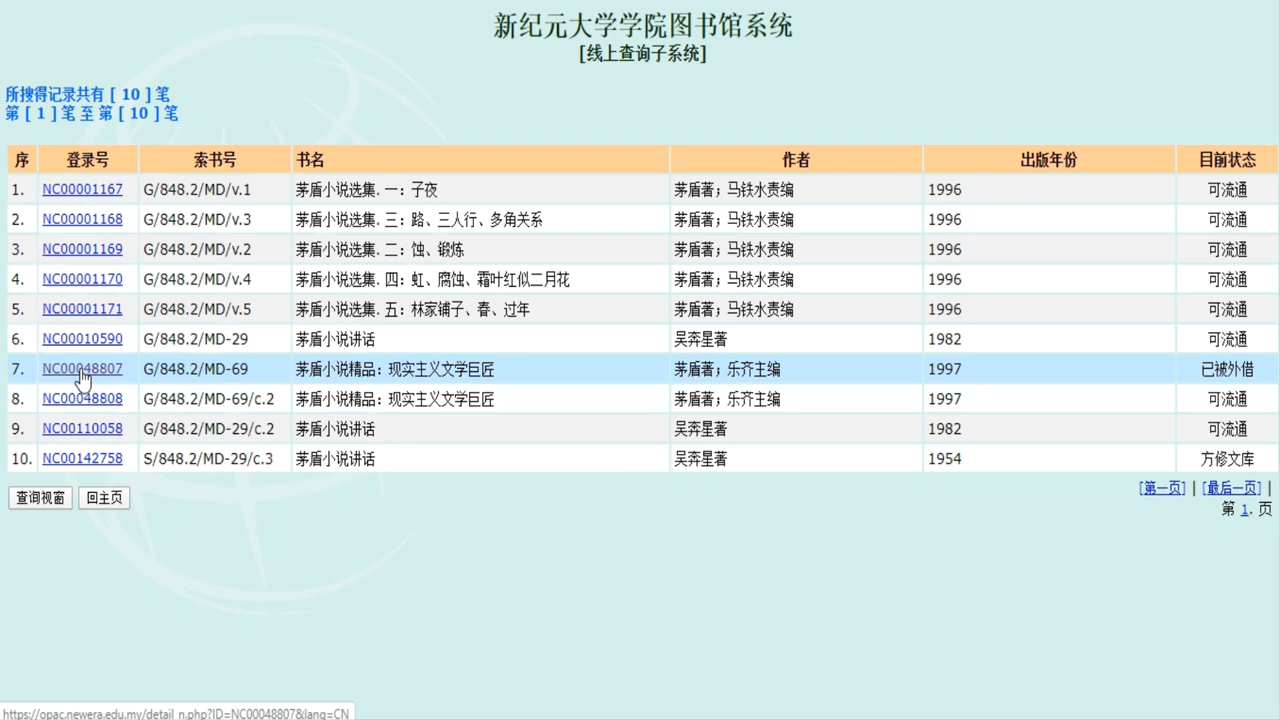 新纪元大学学院图书馆系统
[线上查询子系统]
所搜得记录共有 [ 10 ] 笔
第 [ 1 ] 笔 至 第 [ 10 ] 笔
序 登录号 索书号 书名 作者 出版年份 目前状态
1. NC00001167 G/848.2/MD/v.1 茅盾小说选集. 一：子夜 茅盾著；马铁水责编 1996 可流通
2. NC00001168 G/848.2/MD/v.3 茅盾小说选集. 三：路、三人行、多角关系 茅盾著；马铁水责编 1996 可流通
3. NC00001169 G/848.2/MD/v.2 茅盾小说选集. 二：蚀、锻炼 茅盾著；马铁水责编 1996 可流通
4. NC00001170 G/848.2/MD/v.4 茅盾小说选集. 四：虹、腐蚀、霜叶红似二月花 茅盾著；马铁水责编 1996 可流通
5. NC00001171 G/848.2/MD/v.5 茅盾小说选集. 五：林家铺子、春、过年 茅盾著；马铁水责编 1996 可流通
6. NC00010590 G/848.2/MD-29 茅盾小说讲话 吴奔星著 1982 可流通
7. NC00048807 G/848.2/MD-69 茅盾小说精品：现实主义文学巨匠 茅盾著；乐齐主编 1997 已被外借
8. NC00048808 G/848.2/MD-69/c.2 茅盾小说精品：现实主义文学巨匠 茅盾著；乐齐主编 1997 可流通
9. NC00110058 G/848.2/MD-29/c.2 茅盾小说讲话 吴奔星著 1982 可流通
10. NC00142758 S/848.2/MD-29/c.3 茅盾小说讲话 吴奔星著 1954 方修文库
查询视窗 回主页 [第一页] | [最后一页] |
第 1. 页
https://opac.newera.edu.my/detail_n.php?ID=NC00048807&lang=CN